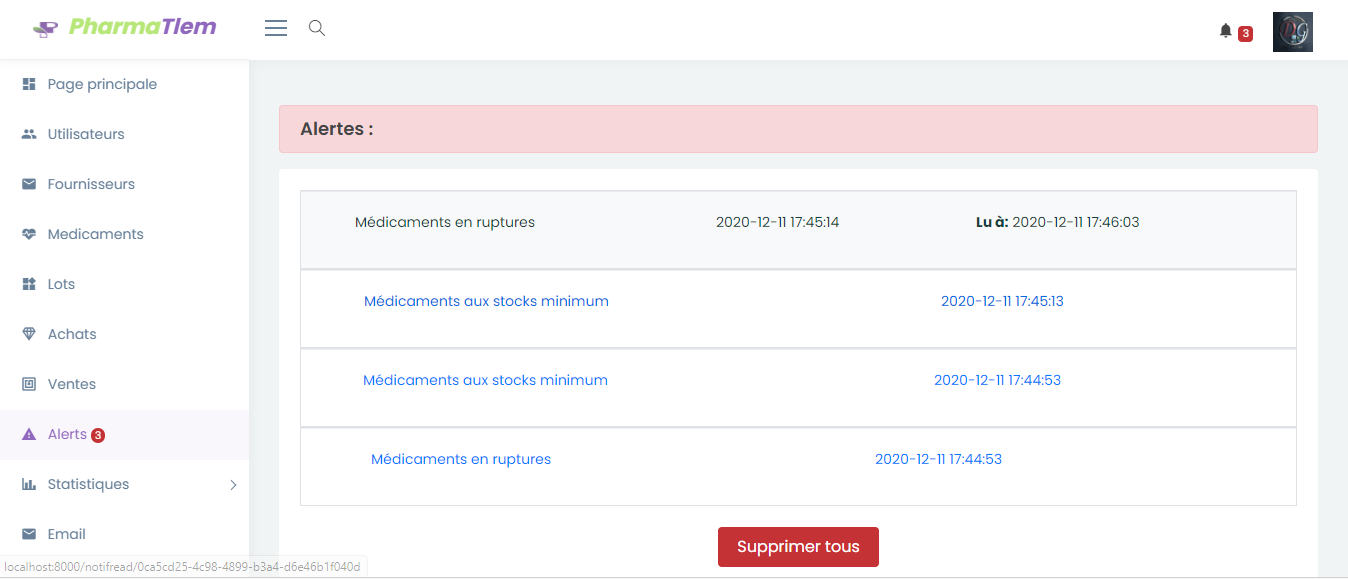 PharmaTlem
3
Page principale
Utilisateurs
Fournisseurs
Medicaments
Lots
Achats
Ventes
Alerts 3
Statistiques
Email
Alertes :
Médicaments en ruptures 2020-12-11 17:45:14 Lu à: 2020-12-11 17:46:03
Médicaments aux stocks minimum 2020-12-11 17:45:13
Médicaments aux stocks minimum 2020-12-11 17:44:53
Médicaments en ruptures 2020-12-11 17:44:53
Supprimer tous
localhost:8000/notifread/0ca5cd25-4c98-4899-b3a4-d6e46b1f040d